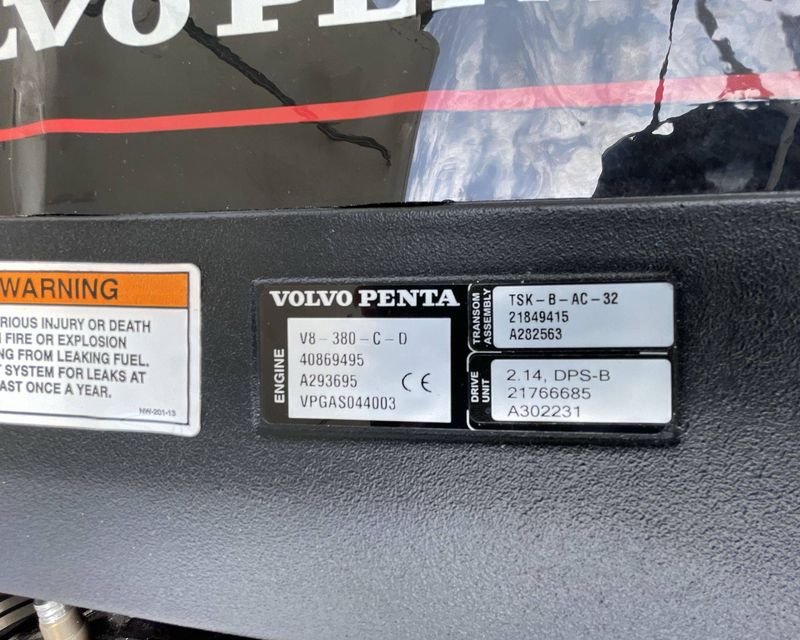 VOLVO PENTA
WARNING
RIOUS INJURY OR DEATH
FIRE OR EXPLOSION
NG FROM LEAKING FUEL.
SYSTEM FOR LEAKS AT
AST ONCE A YEAR.
NW-201-13
VOLVO PENTA
ENGINE
V8-380-C-D
40869495
A293695 CE
VPGAS044003
TRANSOM
ASSEMBLY
TSK-B-AC-32
21849415
A282563
DRIVE
UNIT
2.14, DPS-B
21766685
A302231